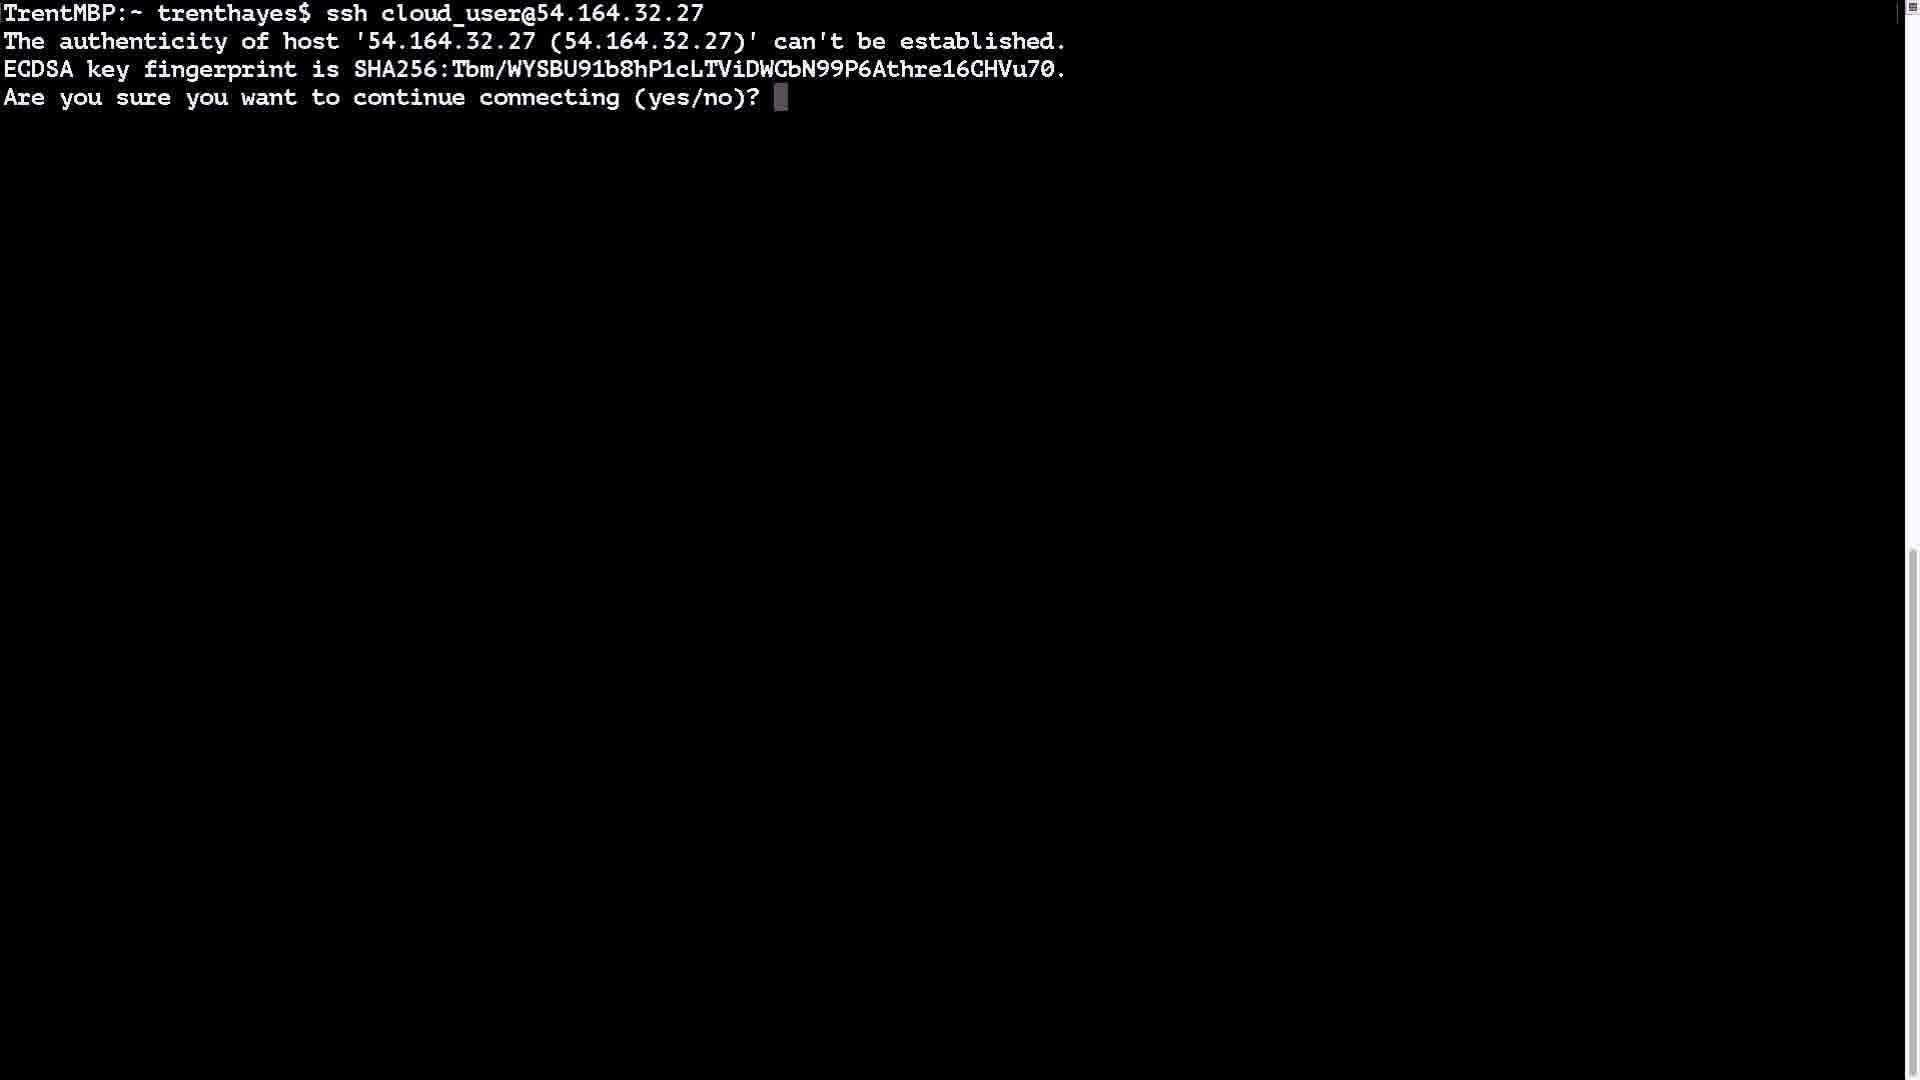 TrentMBP:~ trenthayes$ ssh cloud_user@54.164.32.27
The authenticity of host '54.164.32.27 (54.164.32.27)' can't be established.
ECDSA key fingerprint is SHA256:Tbm/WYSBU91b8hP1cLTViDWCbN99P6Athre16CHVu70.
Are you sure you want to continue connecting (yes/no)?